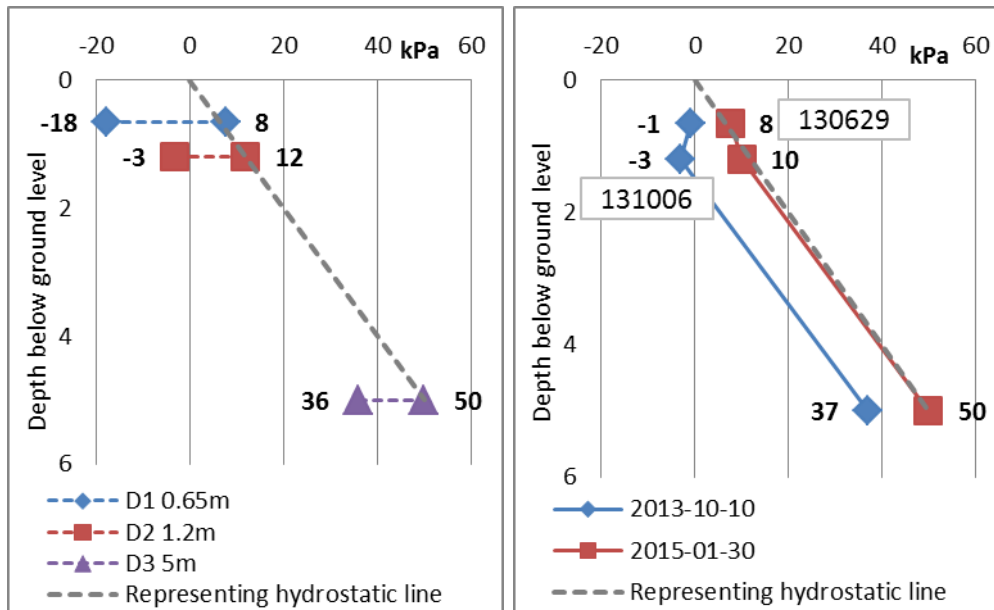 -20 0 20 40 kPa 60
0
2
4
6
Depth below ground level
-18 8
-3 12
36 50
D1 0.65m
D2 1.2m
D3 5m
Representing hydrostatic line
-20 0 20 40 kPa 60
0
2
4
6
Depth below ground level
-1 8 130629
-3 10
131006
37 50
2013-10-10
2015-01-30
Representing hydrostatic line